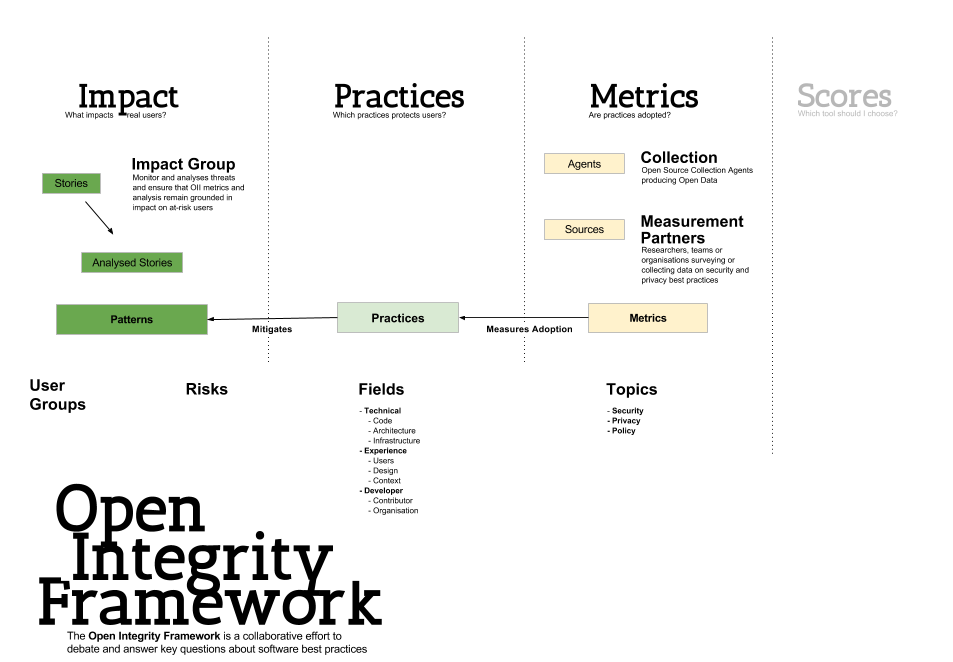 Impact
What impacts real users?
Practices
Which practices protects users?
Metrics
Are practices adopted?
Scores
Which tool should I choose?
Stories
Impact Group
Monitor and analyses threats
and ensure that OII metrics and
analysis remain grounded in
impact on at-risk users
Analysed Stories
Agents
Collection
Open Source Collection Agents
producing Open Data
Sources
Measurement
Partners
Researchers, teams or
organisations surveying or
collecting data on security and
privacy best practices
Patterns
Mitigates
Practices
Measures Adoption
Metrics
User
Groups
Risks
Fields
- Technical
- Code
- Architecture
- Infrastructure
- Experience
- Users
- Design
- Context
- Developer
- Contributor
- Organisation
Topics
- Security
- Privacy
- Policy
Open
Integrity
Framework
The Open Integrity Framework is a collaborative effort to
debate and answer key questions about software best practices